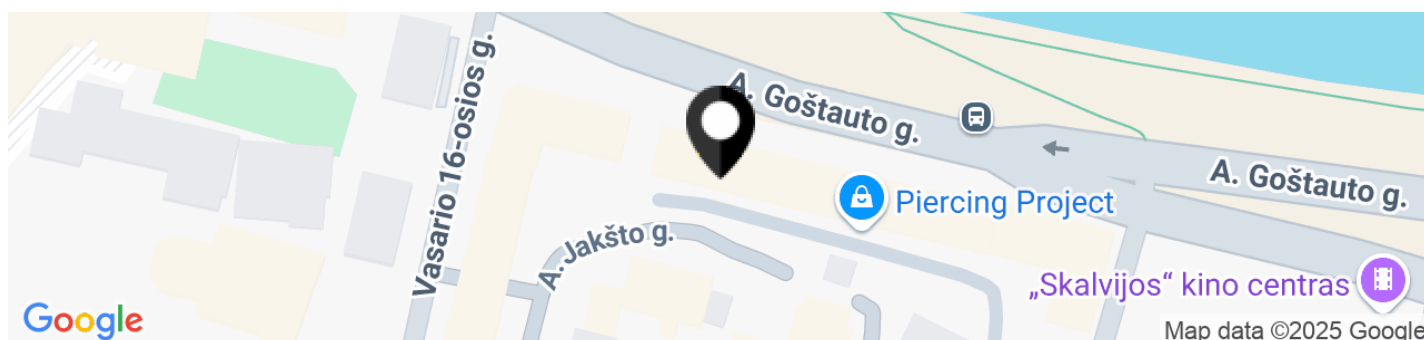 Vasario 16-osios g.
A. Goštauto g.
A. Goštauto g.
Piercing Project
A. Jakšto g.
„Skalvijos“ kino centras
Google
Map data ©2025 Google